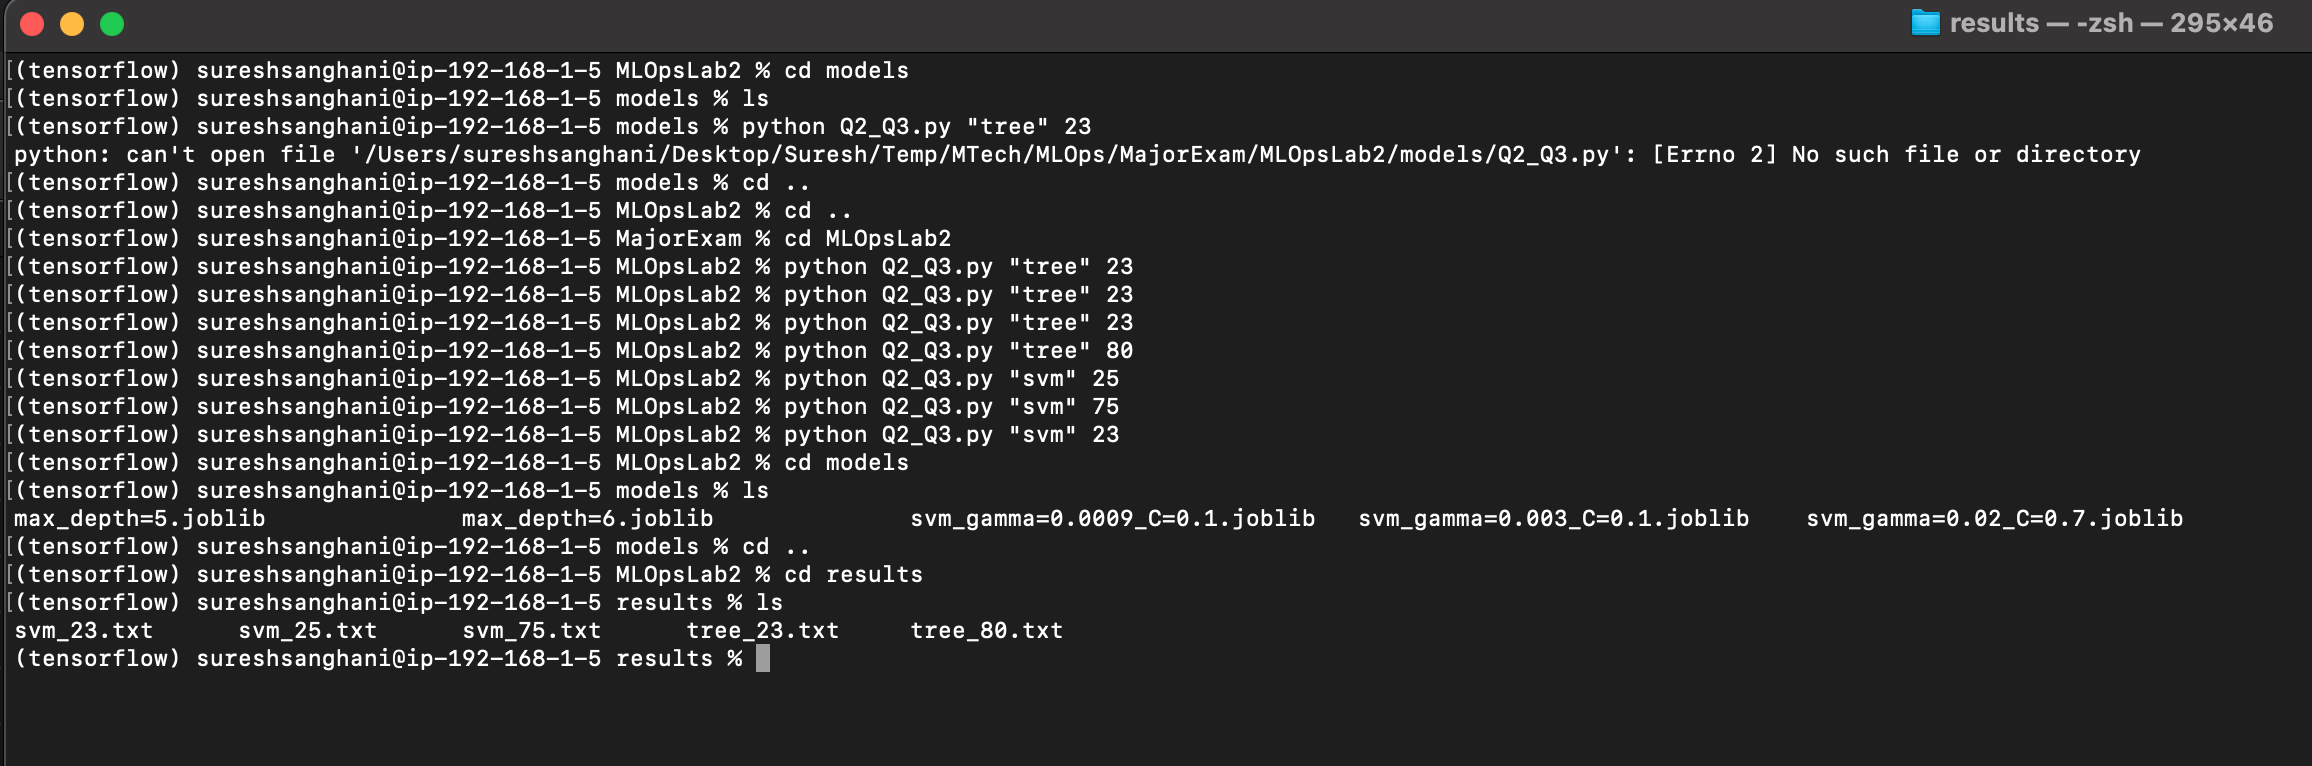 results — -zsh — 295×46
[(tensorflow) sureshsanghani@ip-192-168-1-5 MLOpsLab2 % cd models
[(tensorflow) sureshsanghani@ip-192-168-1-5 models % ls
[(tensorflow) sureshsanghani@ip-192-168-1-5 models % python Q2_Q3.py "tree" 23
python: can't open file '/Users/sureshsanghani/Desktop/Suresh/Temp/MTech/MLOps/MajorExam/MLOpsLab2/models/Q2_Q3.py': [Errno 2] No such file or directory
[(tensorflow) sureshsanghani@ip-192-168-1-5 models % cd ..
[(tensorflow) sureshsanghani@ip-192-168-1-5 MLOpsLab2 % cd ..
[(tensorflow) sureshsanghani@ip-192-168-1-5 MajorExam % cd MLOpsLab2
[(tensorflow) sureshsanghani@ip-192-168-1-5 MLOpsLab2 % python Q2_Q3.py "tree" 23
[(tensorflow) sureshsanghani@ip-192-168-1-5 MLOpsLab2 % python Q2_Q3.py "tree" 23
[(tensorflow) sureshsanghani@ip-192-168-1-5 MLOpsLab2 % python Q2_Q3.py "tree" 23
[(tensorflow) sureshsanghani@ip-192-168-1-5 MLOpsLab2 % python Q2_Q3.py "tree" 80
[(tensorflow) sureshsanghani@ip-192-168-1-5 MLOpsLab2 % python Q2_Q3.py "svm" 25
[(tensorflow) sureshsanghani@ip-192-168-1-5 MLOpsLab2 % python Q2_Q3.py "svm" 75
[(tensorflow) sureshsanghani@ip-192-168-1-5 MLOpsLab2 % python Q2_Q3.py "svm" 23
[(tensorflow) sureshsanghani@ip-192-168-1-5 MLOpsLab2 % cd models
[(tensorflow) sureshsanghani@ip-192-168-1-5 models % ls
max_depth=5.joblib max_depth=6.joblib svm_gamma=0.0009_C=0.1.joblib svm_gamma=0.003_C=0.1.joblib svm_gamma=0.02_C=0.7.joblib
[(tensorflow) sureshsanghani@ip-192-168-1-5 models % cd ..
[(tensorflow) sureshsanghani@ip-192-168-1-5 MLOpsLab2 % cd results
[(tensorflow) sureshsanghani@ip-192-168-1-5 results % ls
svm_23.txt svm_25.txt svm_75.txt tree_23.txt tree_80.txt
(tensorflow) sureshsanghani@ip-192-168-1-5 results %